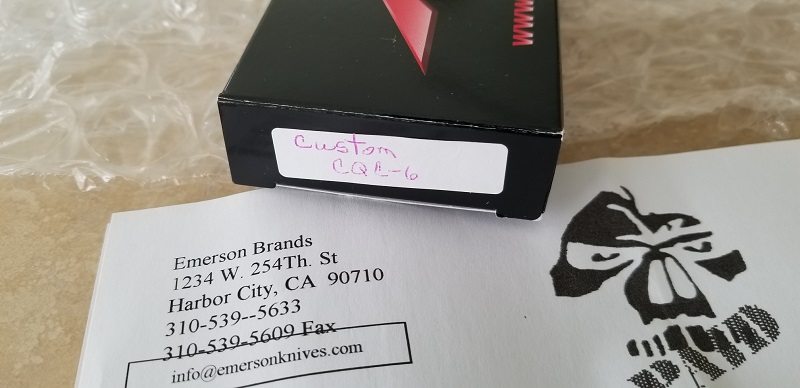 www
Custom
CQC-6
Emerson Brands
1234 W. 254Th. St
Harbor City, CA 90710
310-539--5633
310-539-5609 Fax
info@emersonknives.com